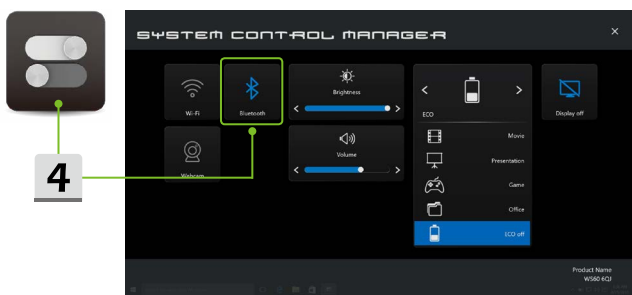 SYSTEM CONTROL MANAGER
Wi-Fi
Bluetooth
Brightness
ECO
Display off
Webcam
Volume
Movie
Presentation
Game
Office
ECO off
4
Product Name
WS60 6QJ